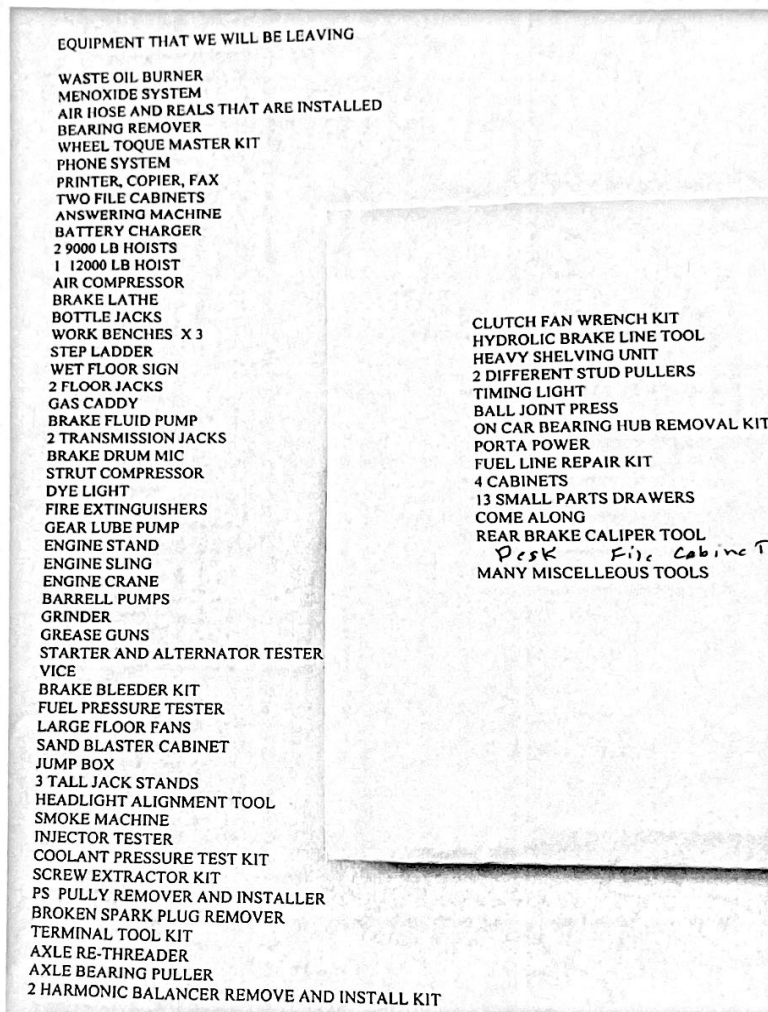 EQUIPMENT THAT WE WILL BE LEAVING
WASTE OIL BURNER
MENOXIDE SYSTEM
AIR HOSE AND REALS THAT ARE INSTALLED
BEARING REMOVER
WHEEL TOQUE MASTER KIT
PHONE SYSTEM
PRINTER, COPIER, FAX
TWO FILE CABINETS
ANSWERING MACHINE
BATTERY CHARGER
2 9000 LB HOISTS
1 12000 LB HOIST
AIR COMPRESSOR
BRAKE LATHE
BOTTLE JACKS
WORK BENCHES X 3
STEP LADDER
WET FLOOR SIGN
2 FLOOR JACKS
GAS CADDY
BRAKE FLUID PUMP
2 TRANSMISSION JACKS
BRAKE DRUM MIC
STRUT COMPRESSOR
DYE LIGHT
FIRE EXTINGUISHERS
GEAR LUBE PUMP
ENGINE STAND
ENGINE SLING
ENGINE CRANE
BARRELL PUMPS
GRINDER
GREASE GUNS
STARTER AND ALTERNATOR TESTER
VICE
BRAKE BLEEDER KIT
FUEL PRESSURE TESTER
LARGE FLOOR FANS
SAND BLASTER CABINET
JUMP BOX
3 TALL JACK STANDS
HEADLIGHT ALIGNMENT TOOL
SMOKE MACHINE
INJECTOR TESTER
COOLANT PRESSURE TEST KIT
SCREW EXTRACTOR KIT
PS PULLY REMOVER AND INSTALLER
BROKEN SPARK PLUG REMOVER
TERMINAL TOOL KIT
AXLE RE-THREADER
AXLE BEARING PULLER
2 HARMONIC BALANCER REMOVE AND INSTALL KIT
CLUTCH FAN WRENCH KIT
HYDROLIC BRAKE LINE TOOL
HEAVY SHELVING UNIT
2 DIFFERENT STUD PULLERS
TIMING LIGHT
BALL JOINT PRESS
ON CAR BEARING HUB REMOVAL KIT
PORTA POWER
FUEL LINE REPAIR KIT
4 CABINETS
13 SMALL PARTS DRAWERS
COME ALONG
REAR BRAKE CALIPER TOOL
Desk File CabineT
MANY MISCELLEOUS TOOLS